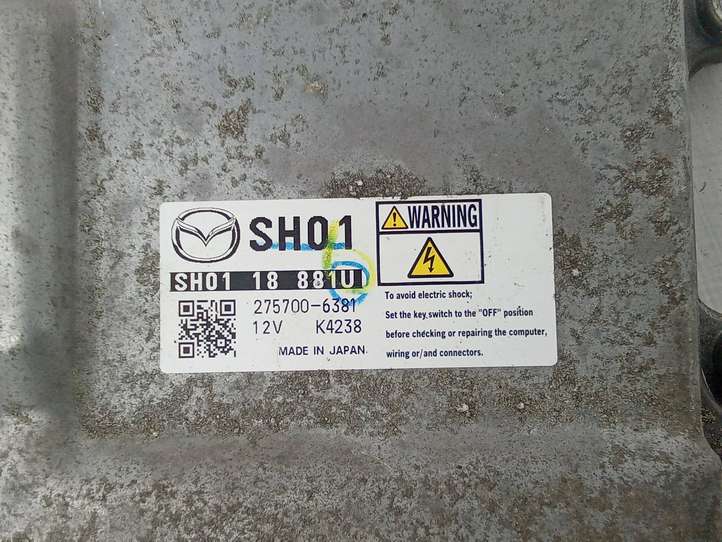 SH01
SH01 18 881U
275700-6381
12V K4238
MADE IN JAPAN
WARNING
To avoid electric shock;
Set the key switch to the "OFF" position
before checking or repairing the computer,
wiring or/and connectors.